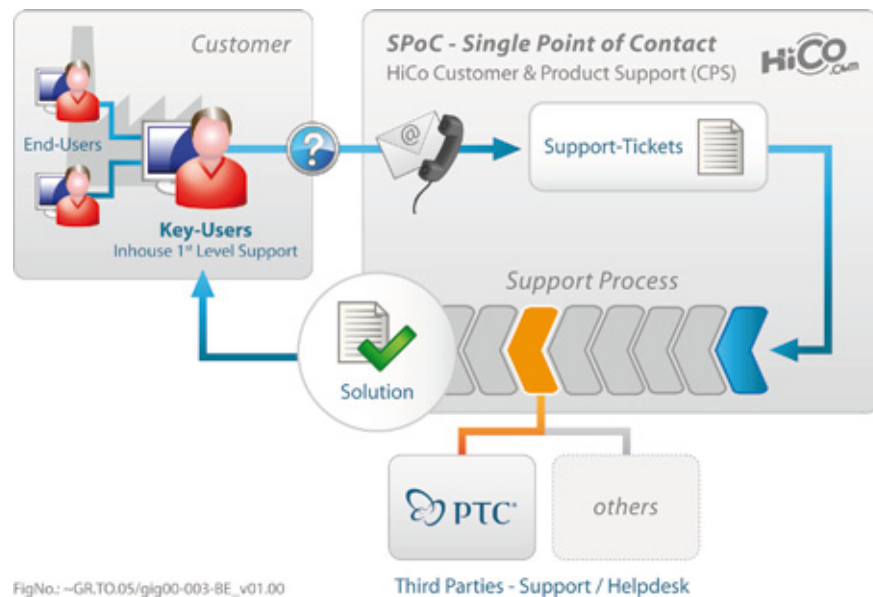 Customer
End-Users
Key-Users
Inhouse 1st Level Support
?
SPoC - Single Point of Contact
HiCo Customer & Product Support (CPS)
HiCO.com
@
Support-Tickets
Support Process
Solution
PTC®
others
Third Parties - Support / Helpdesk
FigNo.: ~GR.TO.05/gig00-003-BE_v01.00